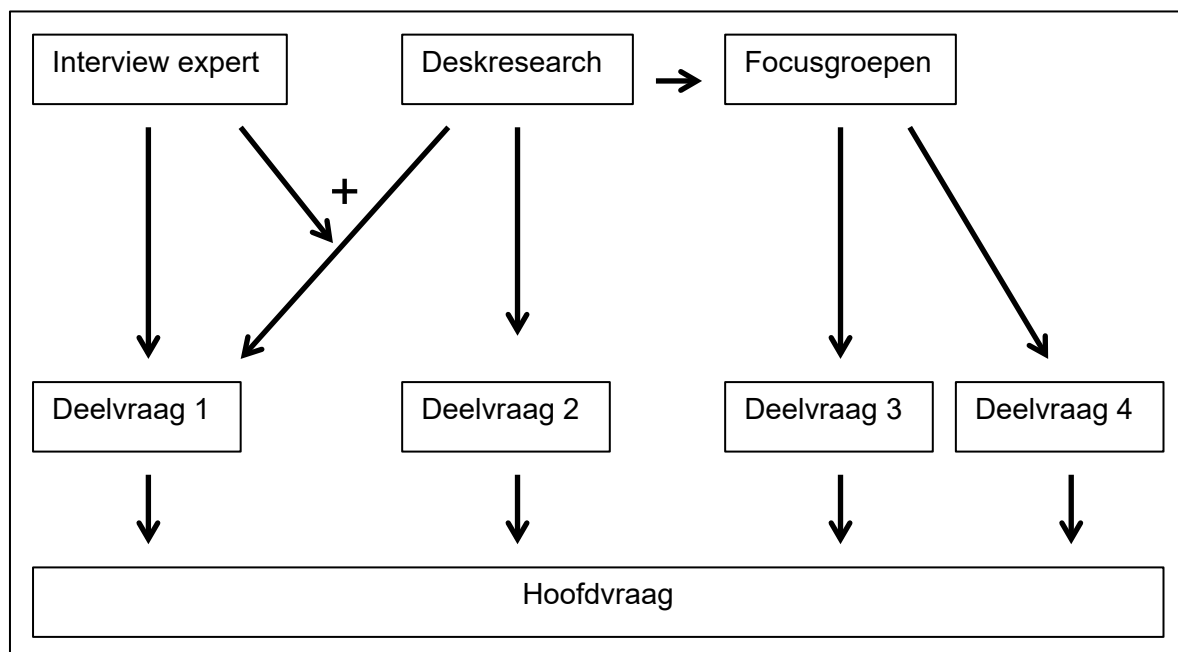 Interview expert
Deskresearch
Focusgroepen
+
Deelvraag 1
Deelvraag 2
Deelvraag 3
Deelvraag 4
Hoofdvraag